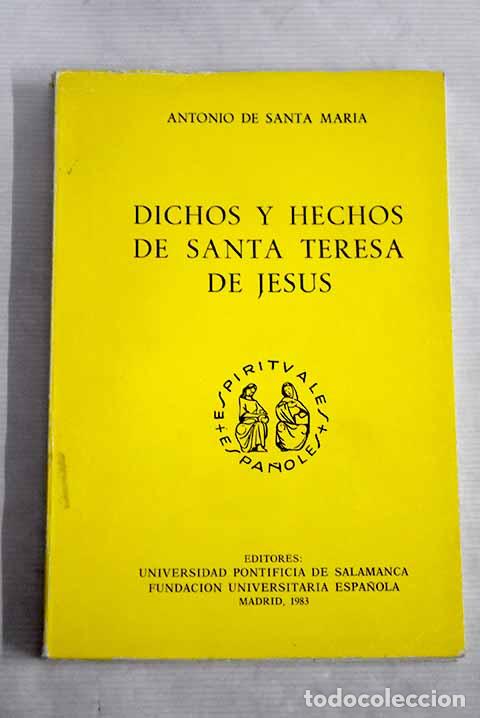 ANTONIO DE SANTA MARIA
DICHOS Y HECHOS
DE SANTA TERESA
DE JESUS
ESPIRITVALES
ESPAÑOLES
EDITORES:
UNIVERSIDAD PONTIFICIA DE SALAMANCA
FUNDACION UNIVERSITARIA ESPAÑOLA
MADRID, 1983
todocoleccion